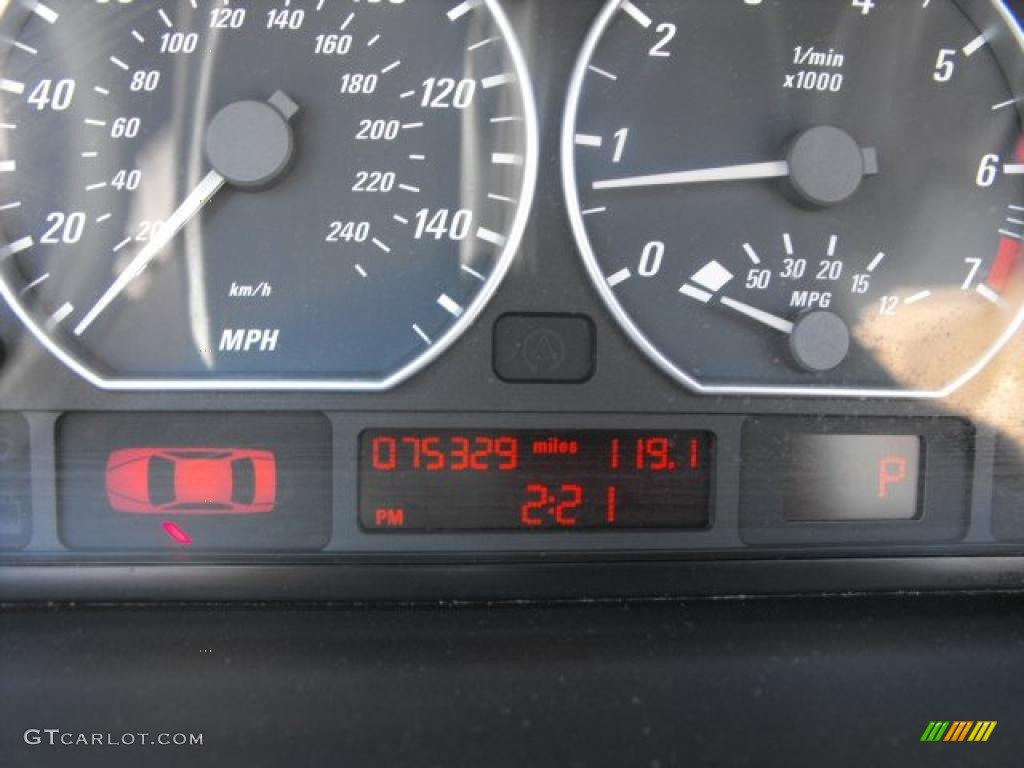 120 140
100 160
80 180
40 120
60 200
40 220
20 20 240 140
km/h
MPH
2 4
1/min
x1000
5
1
6
0
50 30 20 15 12
MPG
7
075329 miles 119.1
PM 2:21
P
GTCARLOT.COM